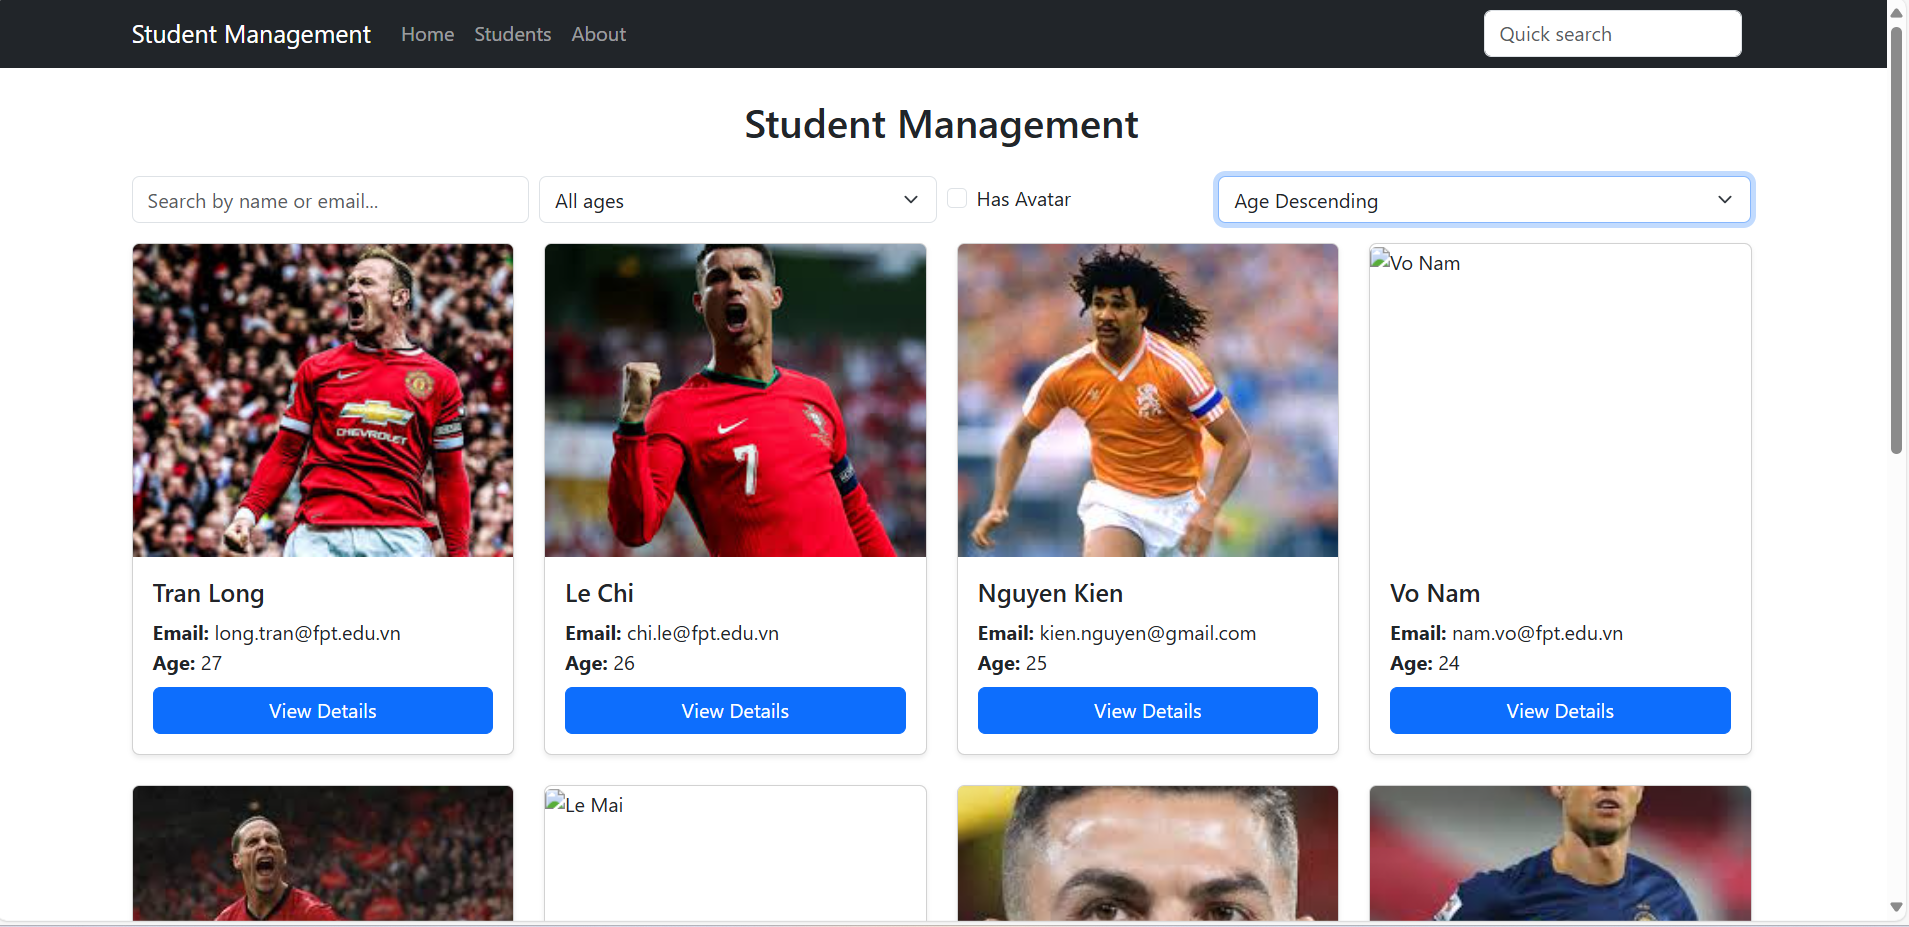 Student Management Home Students About Quick search
Student Management
Search by name or email... All ages Has Avatar Age Descending
Vo Nam
CHEVROLET
7
Tran Long Le Chi Nguyen Kien Vo Nam
Email: long.tran@fpt.edu.vn Email: chi.le@fpt.edu.vn Email: kien.nguyen@gmail.com Email: nam.vo@fpt.edu.vn
Age: 27 Age: 26 Age: 25 Age: 24
View Details View Details View Details View Details
Le Mai